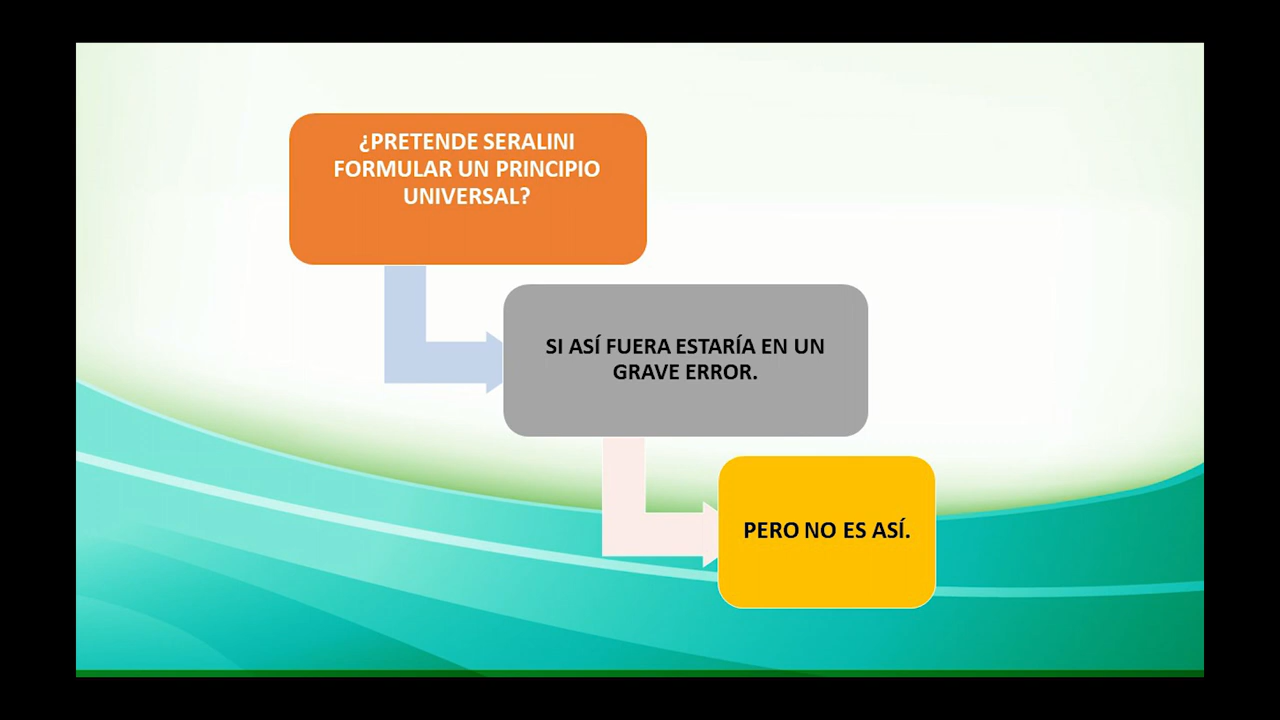 ¿PRETENDE SERALINI
FORMULAR UN PRINCIPIO
UNIVERSAL?
SI ASÍ FUERA ESTARÍA EN UN
GRAVE ERROR.
PERO NO ES ASÍ.